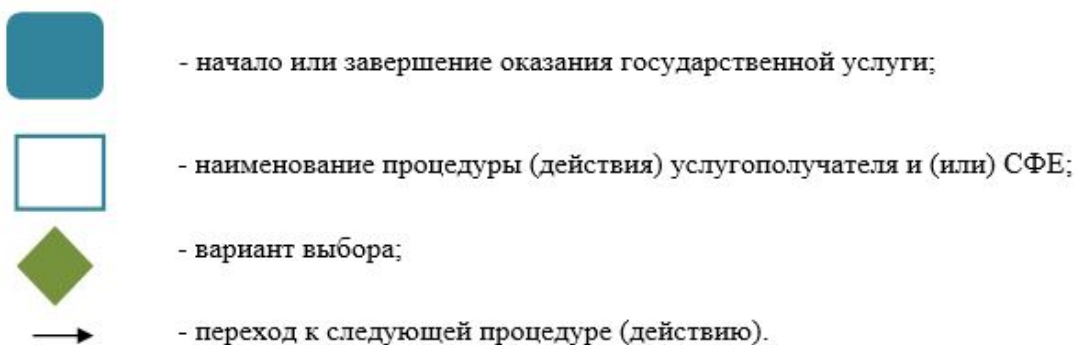 - начало или завершение оказания государственной услуги;
- наименование процедуры (действия) услугополучателя и (или) СФЕ;
- вариант выбора;
- переход к следующей процедуре (действию).